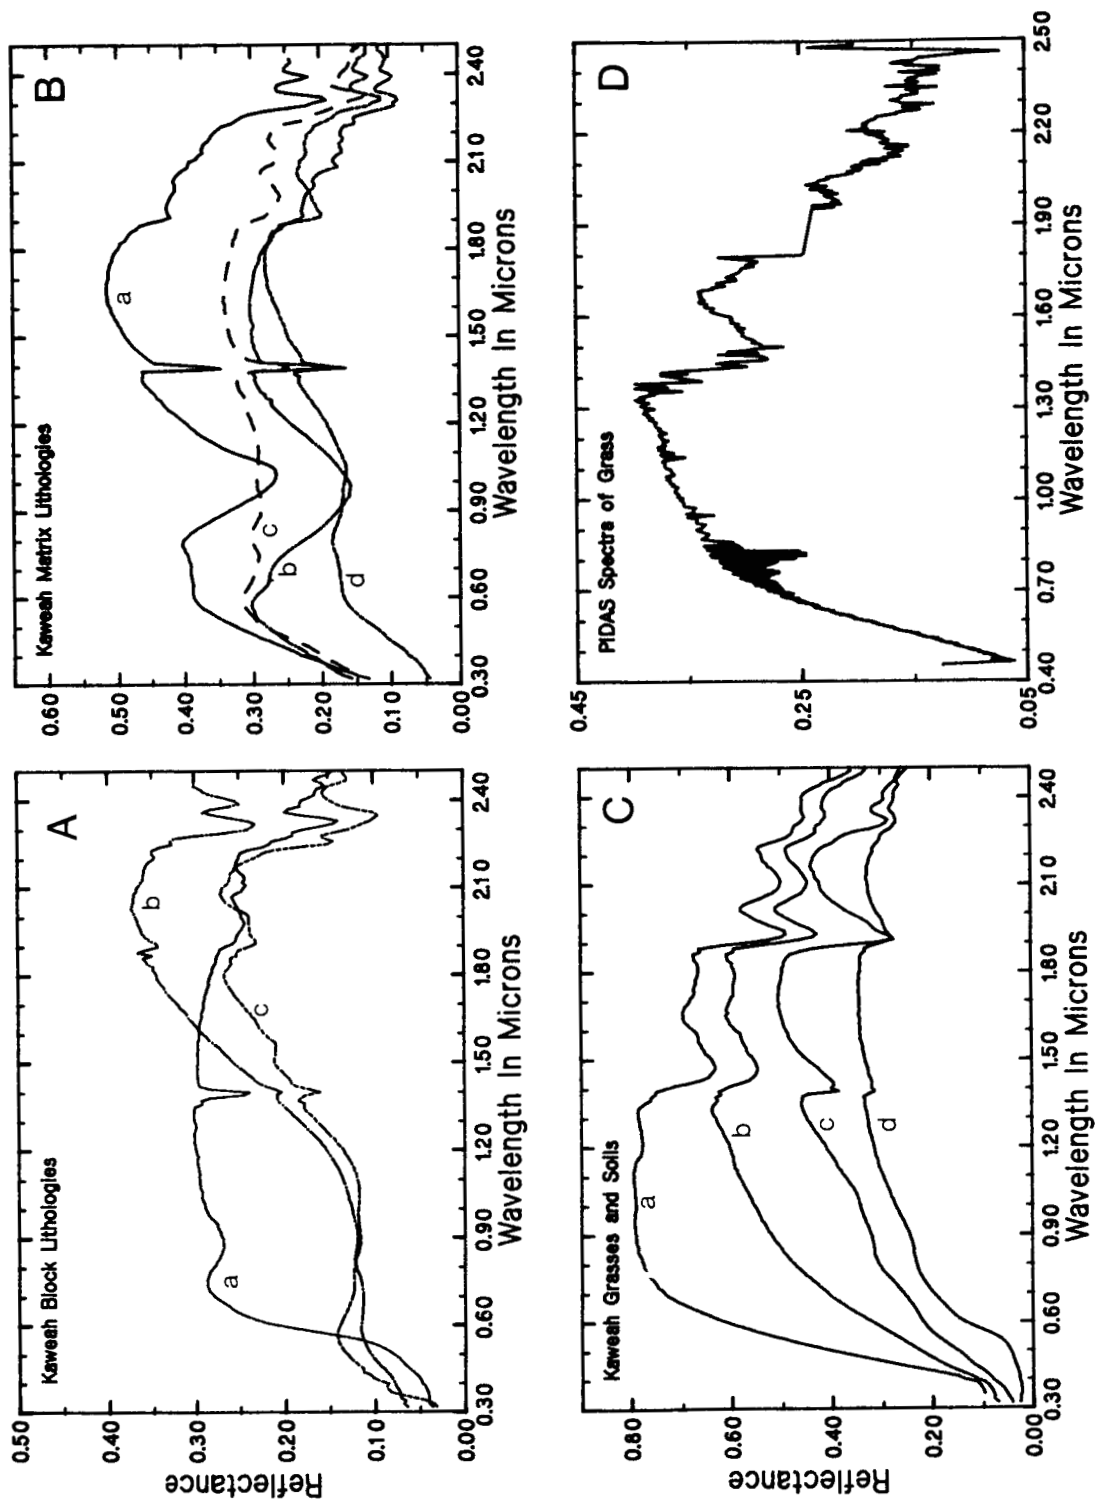 Kaweah Block Lithologies
A
0.50
0.40
0.30
0.20
0.10
0.00
Reflectance
a
b
c
0.30 0.60 0.90 1.20 1.50 1.80 2.10 2.40
Wavelength In Microns
Kaweah Matrix Lithologies
B
0.60
0.50
0.40
0.30
0.20
0.10
0.00
a
c
b
d
0.30 0.60 0.90 1.20 1.50 1.80 2.10 2.40
Wavelength In Microns
Kaweah Grasses and Soils
C
0.80
0.60
0.40
0.20
0.00
Reflectance
a
b
c
d
0.30 0.60 0.90 1.20 1.50 1.80 2.10 2.40
Wavelength In Microns
PIDAS Spectra of Grass
D
0.45
0.25
0.05
0.40 0.70 1.00 1.30 1.60 1.90 2.20 2.50
Wavelength In Microns